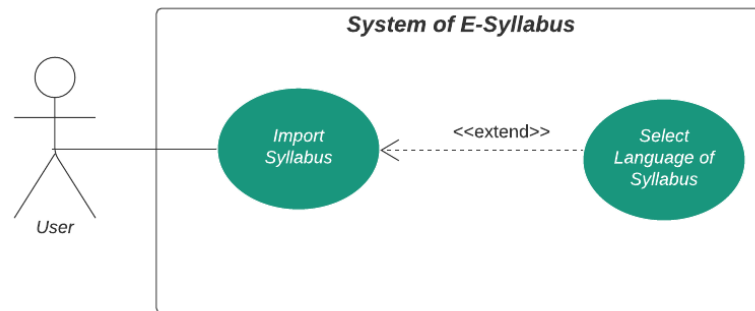 System of E-Syllabus
Import
Syllabus
<<extend>>
Select
Language of
Syllabus
User